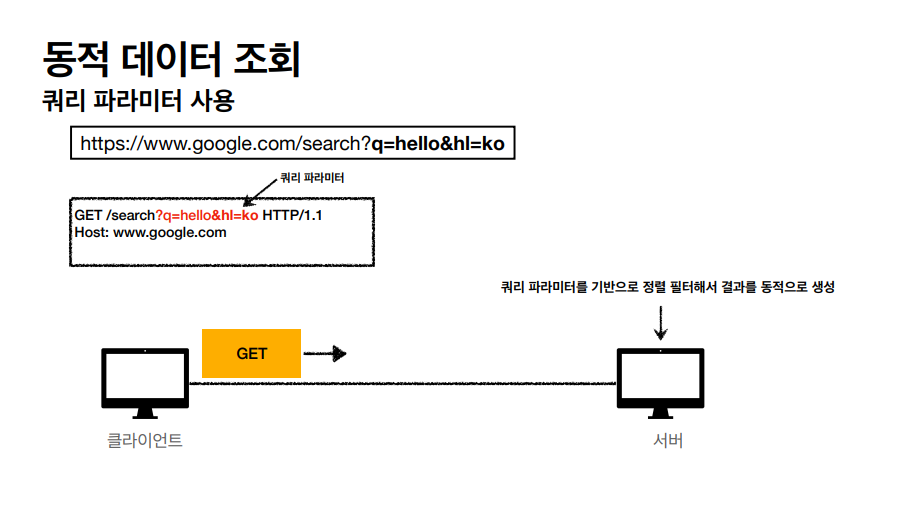 동적 데이터 조회
쿼리 파라미터 사용
https://www.google.com/search?q=hello&hl=ko
쿼리 파라미터
GET /search?q=hello&hl=ko HTTP/1.1
Host: www.google.com
쿼리 파라미터를 기반으로 정렬 필터해서 결과를 동적으로 생성
GET
클라이언트
서버